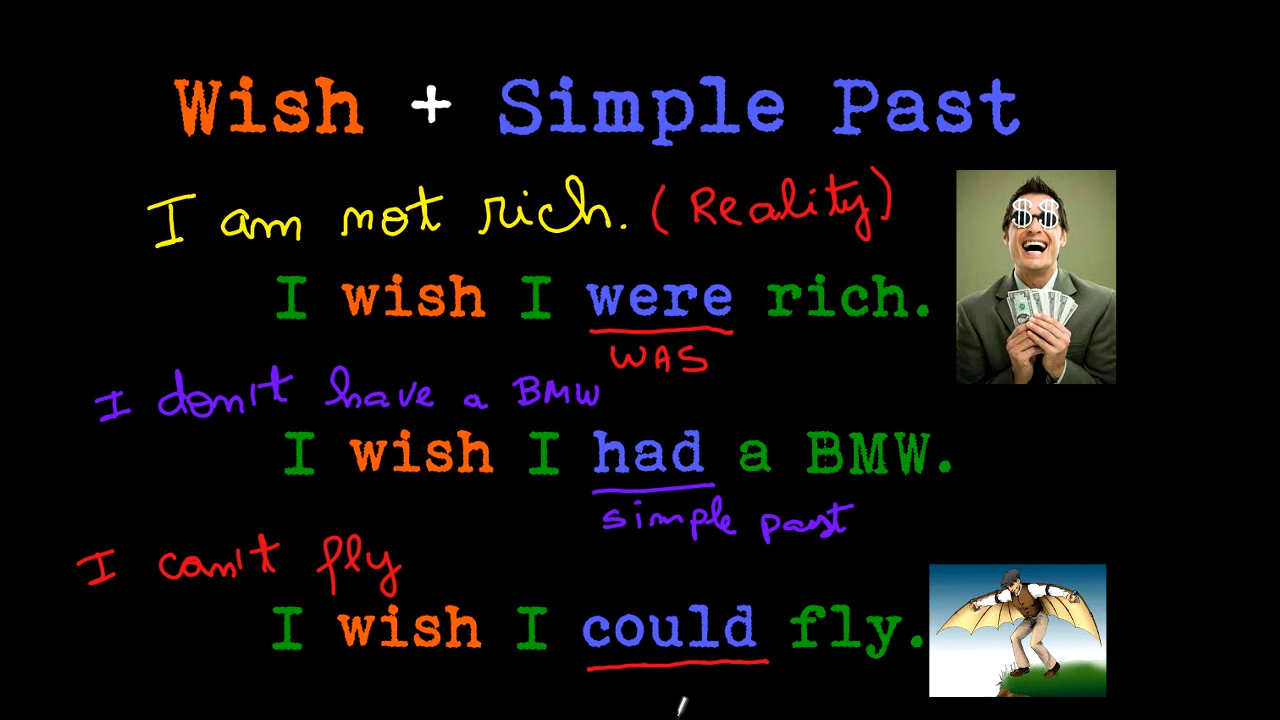 Wish + Simple Past
I am not rich. (Reality)
I wish I were rich.
WAS
I don't have a BMW
I wish I had a BMW.
simple past
I can't fly
I wish I could fly.